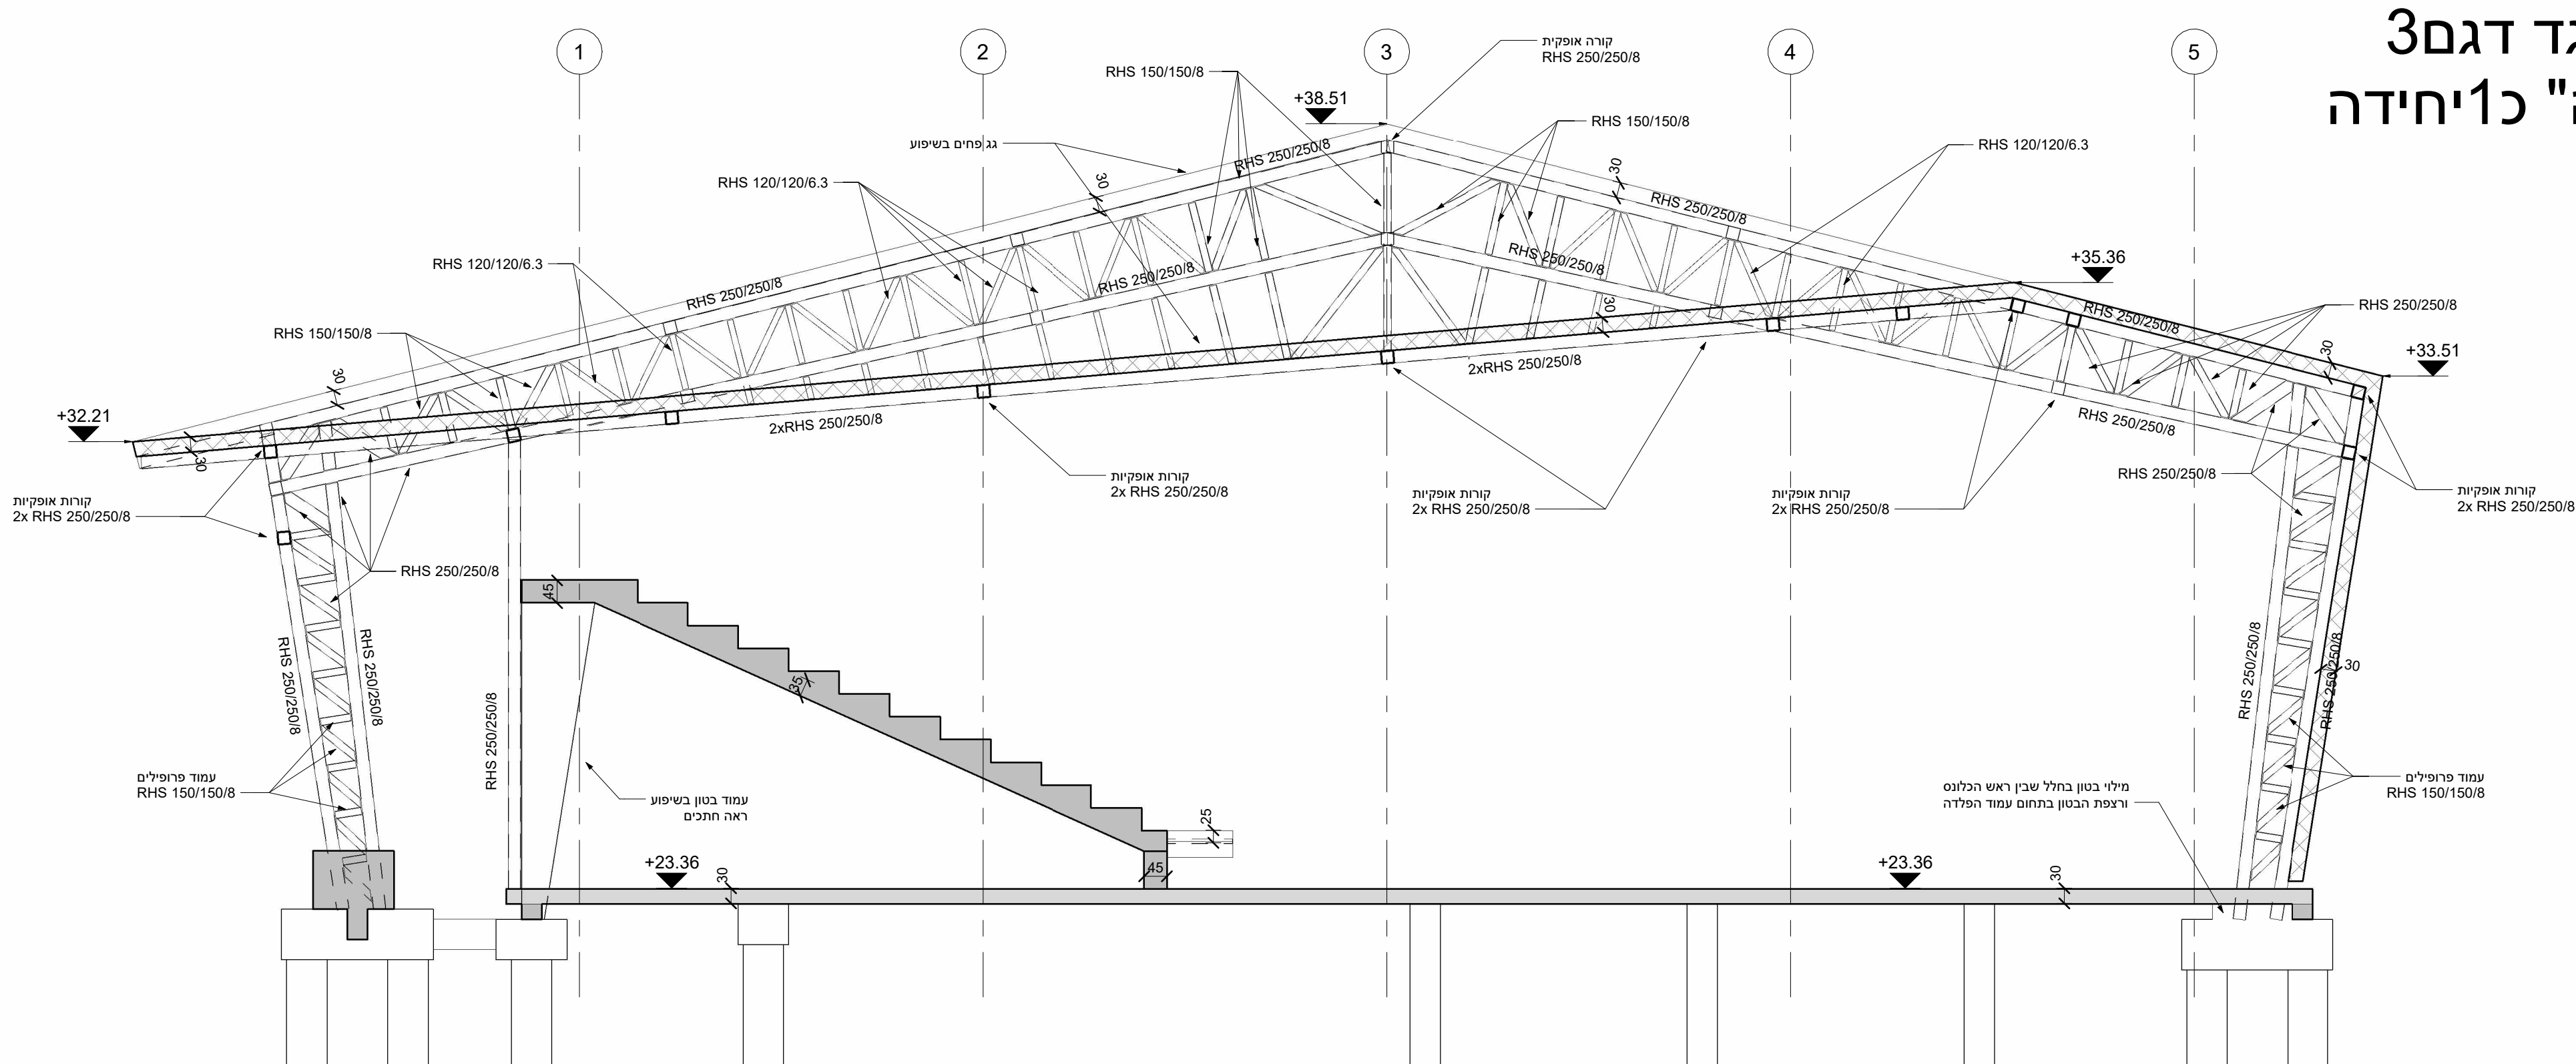 1
2
3
4
5
גד דגם3
ה" כ1יחידה
קורה אופקית
RHS 250/250/8
RHS 150/150/8
+38.51
RHS 150/150/8
RHS 120/120/6.3
גג פחים בשיפוע
RHS 250/250/8
30
30
RHS 120/120/6.3
RHS 250/250/8
RHS 250/250/8
+35.36
RHS 120/120/6.3
RHS 250/250/8
RHS 250/250/8
30
RHS 250/250/8
RHS 250/250/8
RHS 150/150/8
30
+33.51
2xRHS 250/250/8
30
+32.21
30
2xRHS 250/250/8
RHS 250/250/8
RHS 250/250/8
קורות אופקיות
2x RHS 250/250/8
קורות אופקיות
2x RHS 250/250/8
קורות אופקיות
2x RHS 250/250/8
קורות אופקיות
2x RHS 250/250/8
קורות אופקיות
2x RHS 250/250/8
RHS 250/250/8
45
RHS 250/250/8
RHS 250/250/8
RHS 250/250/8
35
RHS 250/250/8
RHS 250/250/8
30
עמוד פרופילים
RHS 150/150/8
עמוד בטון בשיפוע
ראה חתכים
מילוי בטון בחלל שבין ראש הכלונס
ורצפת הבטון בתחום עמוד הפלדה
עמוד פרופילים
RHS 150/150/8
25
+23.36
30
45
+23.36
30